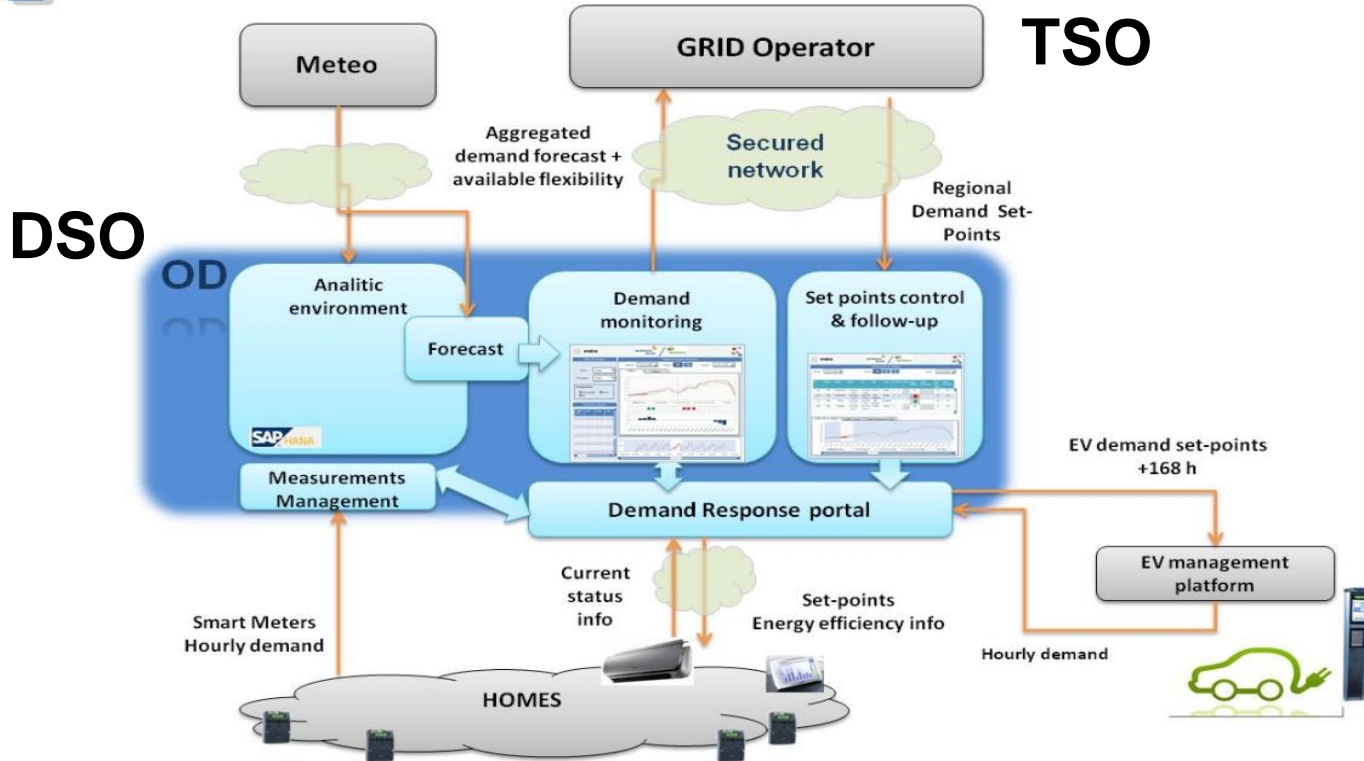 TSO
GRID Operator
Meteo
Aggregated
demand forecast +
available flexibility
Secured
network
Regional
Demand Set-
Points
DSO
OD
Analitic
environment
Forecast
Demand
monitoring
Set points control
& follow-up
SAP HANA
Measurements
Management
Demand Response portal
EV demand set-points
+168 h
EV management
platform
Current
status
info
Set-points
Energy efficiency info
Smart Meters
Hourly demand
Hourly demand
HOMES